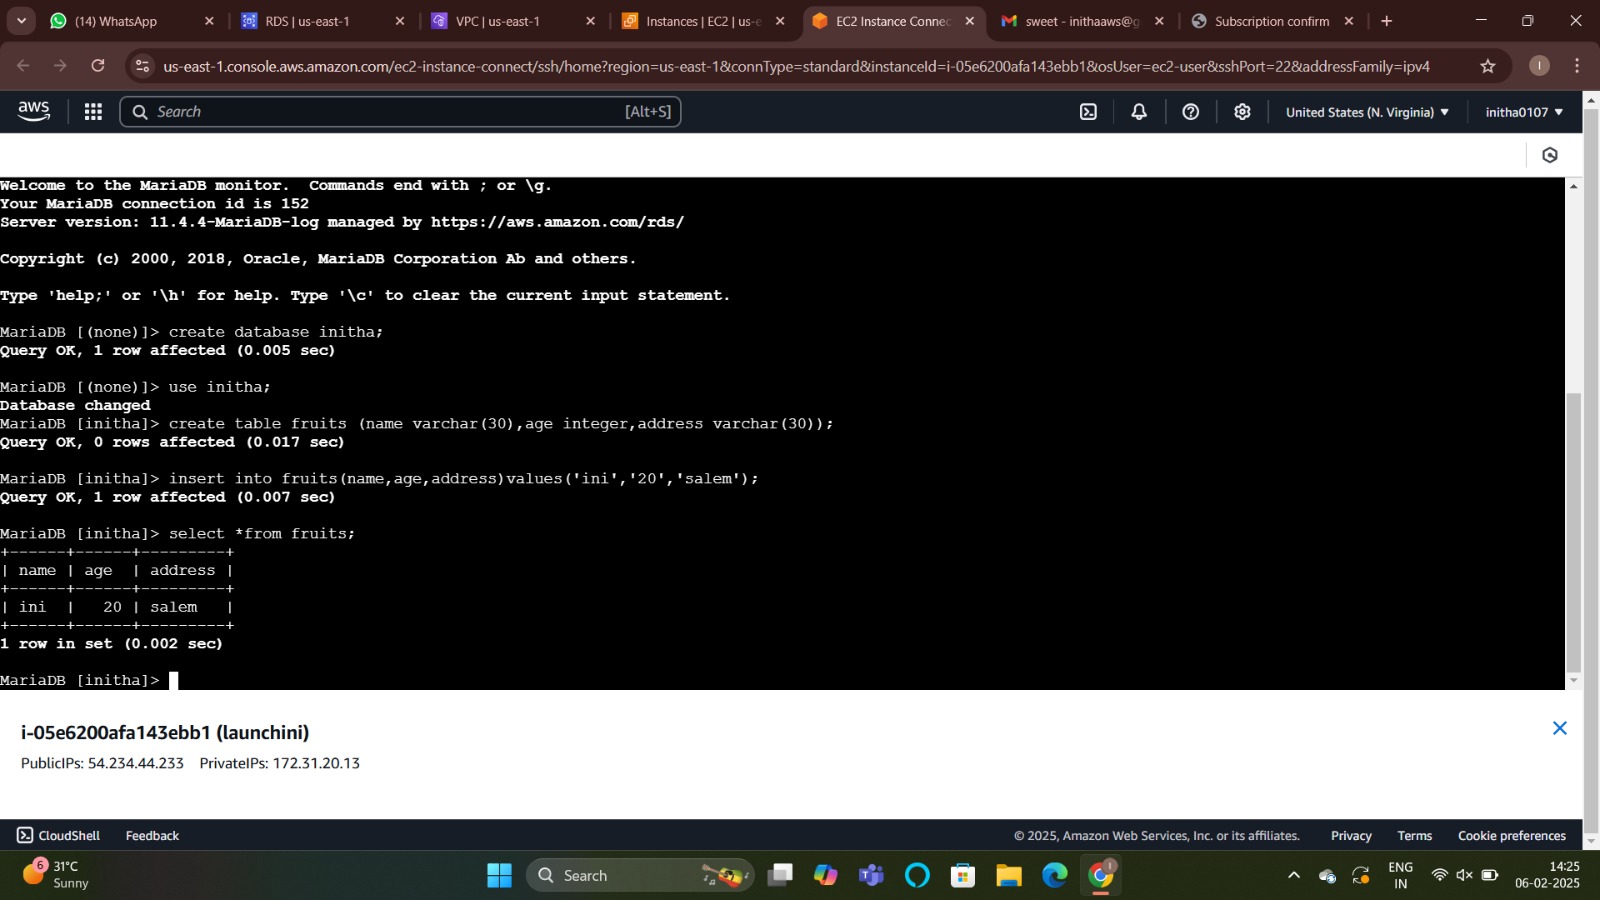 (14) WhatsApp
RDS | us-east-1
VPC | us-east-1
Instances | EC2 | us-e
EC2 Instance Connec
sweet - inithaaws@g
Subscription confirm
us-east-1.console.aws.amazon.com/ec2-instance-connect/ssh/home?region=us-east-1&connType=standard&instanceId=i-05e6200afa143ebb1&osUser=ec2-user&sshPort=22&addressFamily=ipv4
I
aws
Search
[Alt+S]
United States (N. Virginia)
initha0107
Welcome to the MariaDB monitor.  Commands end with ; or \g.
Your MariaDB connection id is 152
Server version: 11.4.4-MariaDB-log managed by https://aws.amazon.com/rds/
Copyright (c) 2000, 2018, Oracle, MariaDB Corporation Ab and others.
Type 'help;' or '\h' for help. Type '\c' to clear the current input statement.
MariaDB [(none)]> create database initha;
Query OK, 1 row affected (0.005 sec)
MariaDB [(none)]> use initha;
Database changed
MariaDB [initha]> create table fruits (name varchar(30),age integer,address varchar(30));
Query OK, 0 rows affected (0.017 sec)
MariaDB [initha]> insert into fruits(name,age,address)values('ini','20','salem');
Query OK, 1 row affected (0.007 sec)
MariaDB [initha]> select *from fruits;
+------+------+---------+
| name | age  | address |
+------+------+---------+
| ini  |   20 | salem   |
+------+------+---------+
1 row in set (0.002 sec)
MariaDB [initha]>
i-05e6200afa143ebb1 (launchini)
PublicIPs: 54.234.44.233   PrivateIPs: 172.31.20.13
CloudShell
Feedback
© 2025, Amazon Web Services, Inc. or its affiliates.
Privacy
Terms
Cookie preferences
6
31°C
Sunny
Search
ENG
IN
14:25
06-02-2025